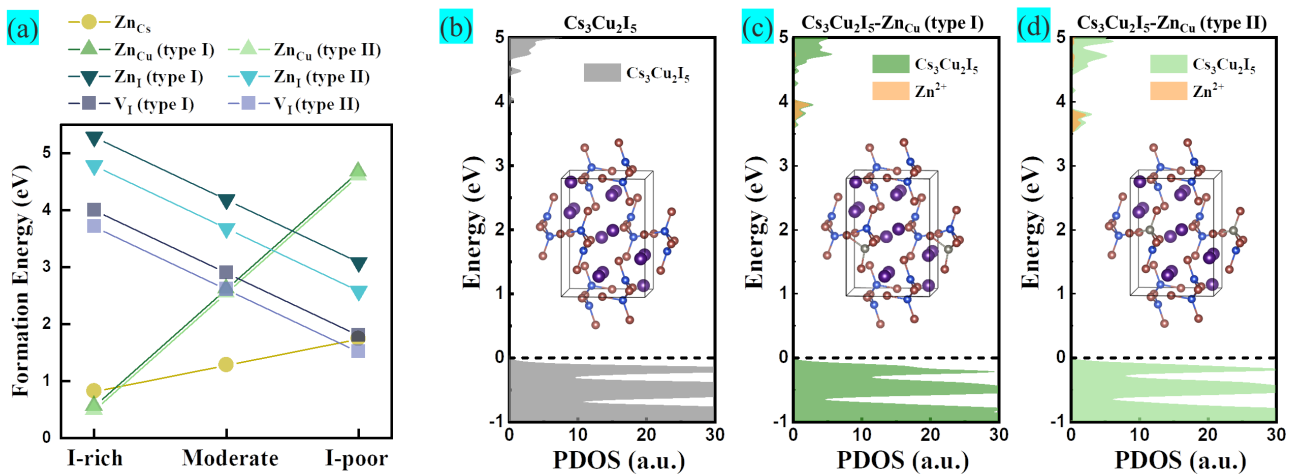 (a)
Zn_Cs
Zn_Cu (type I) Zn_Cu (type II)
Zn_I (type I) Zn_I (type II)
V_I (type I) V_I (type II)
Formation Energy (eV)
5
4
3
2
1
0
I-rich Moderate I-poor
(b)
Cs₃Cu₂I₅
Cs₃Cu₂I₅
Energy (eV)
5
4
3
2
1
0
-1
0 10 20 30
PDOS (a.u.)
(c)
Cs₃Cu₂I₅-Zn_Cu (type I)
Cs₃Cu₂I₅
Zn²⁺
Energy (eV)
5
4
3
2
1
0
-1
0 10 20 30
PDOS (a.u.)
(d)
Cs₃Cu₂I₅-Zn_Cu (type II)
Cs₃Cu₂I₅
Zn²⁺
Energy (eV)
5
4
3
2
1
0
-1
0 10 20 30
PDOS (a.u.)